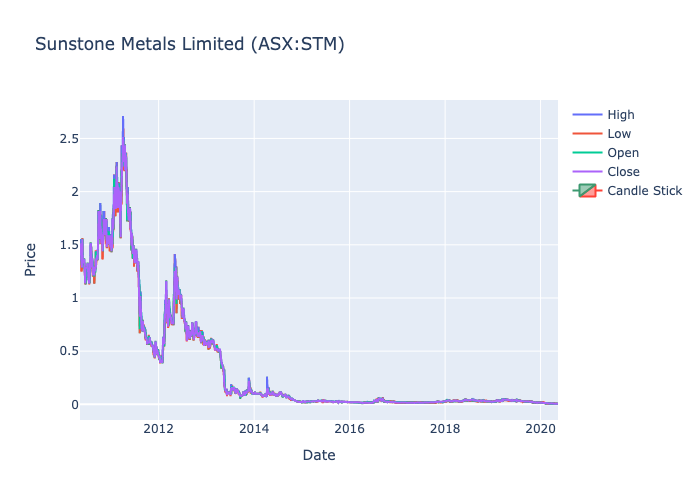 Sunstone Metals Limited (ASX:STM)
High
Low
Open
Close
Candle Stick
2.5
2
1.5
1
0.5
0
Price
2012 2014 2016 2018 2020
Date